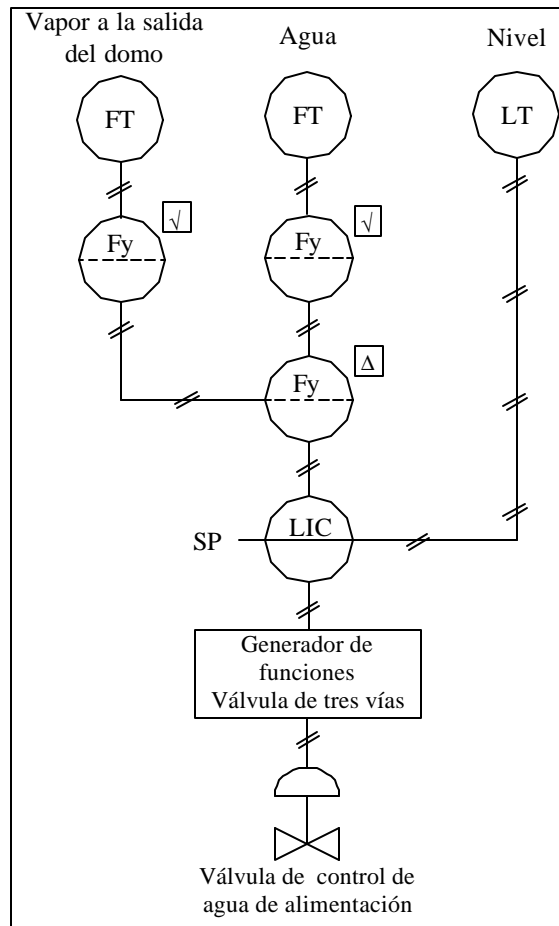 Vapor a la salida
del domo
Agua
Nivel
FT
FT
LT
Fy
√
Fy
√
Fy
Δ
SP
LIC
Generador de
funciones
Válvula de tres vías
Válvula de control de
agua de alimentación